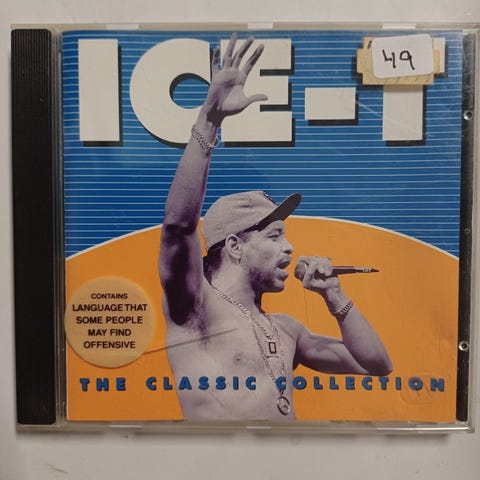 ICE-T
49
CONTAINS
LANGUAGE THAT
SOME PEOPLE
MAY FIND
OFFENSIVE
THE CLASSIC COLLECTION